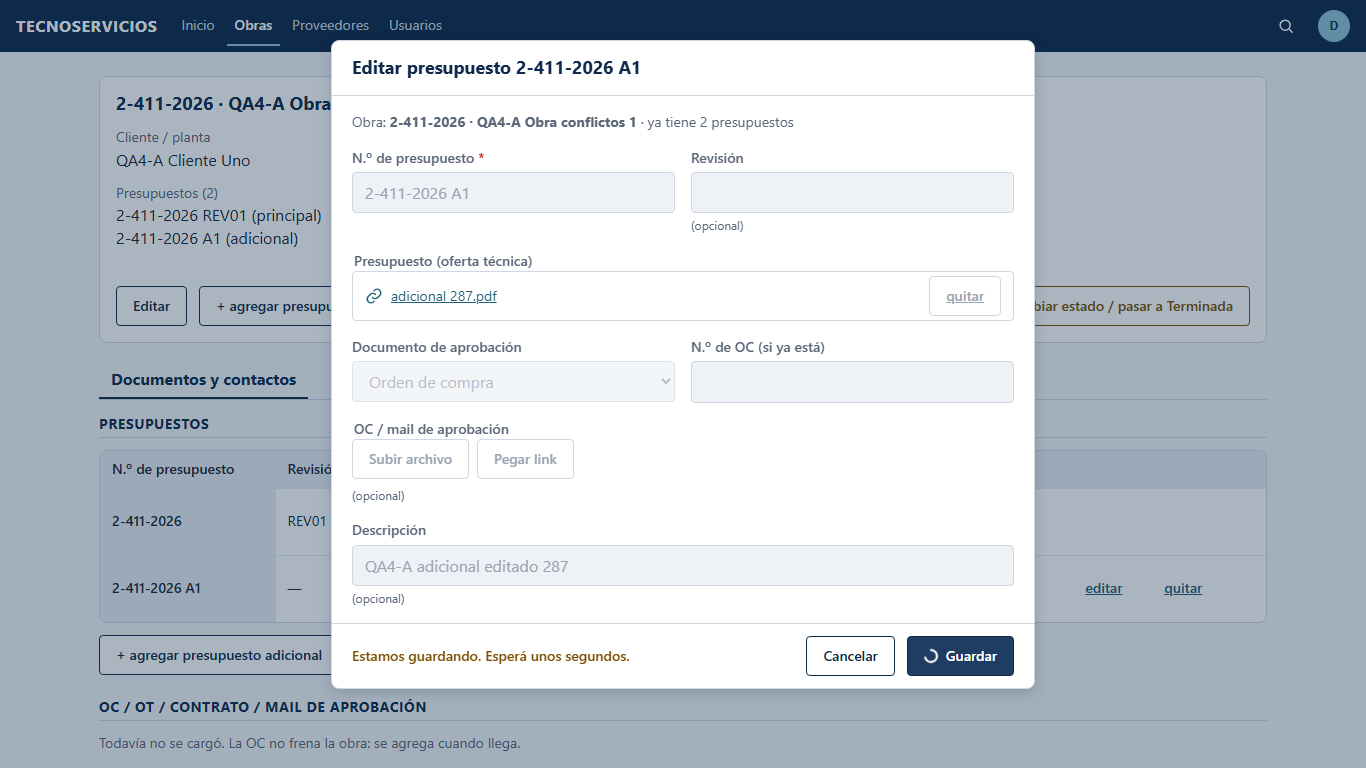 TECNOSERVICIOS Inicio Obras Proveedores Usuarios D
Editar presupuesto 2-411-2026 A1
2-411-2026 · QA4-A Obra
Cliente / planta
QA4-A Cliente Uno
Presupuestos (2)
2-411-2026 REV01 (principal)
2-411-2026 A1 (adicional)
Editar
+ agregar presupu
biar estado / pasar a Terminada
Obra: 2-411-2026 · QA4-A Obra conflictos 1 · ya tiene 2 presupuestos
N.º de presupuesto *
Revisión
2-411-2026 A1
(opcional)
Presupuesto (oferta técnica)
adicional 287.pdf
quitar
Documento de aprobación
N.º de OC (si ya está)
Orden de compra
OC / mail de aprobación
Subir archivo
Pegar link
(opcional)
Descripción
QA4-A adicional editado 287
(opcional)
Estamos guardando. Esperá unos segundos.
Cancelar
Guardar
Documentos y contactos
PRESUPUESTOS
N.º de presupuesto Revisió
2-411-2026 REV01
2-411-2026 A1 — editar quitar
+ agregar presupuesto adicional
OC / OT / CONTRATO / MAIL DE APROBACIÓN
Todavía no se cargó. La OC no frena la obra: se agrega cuando llega.